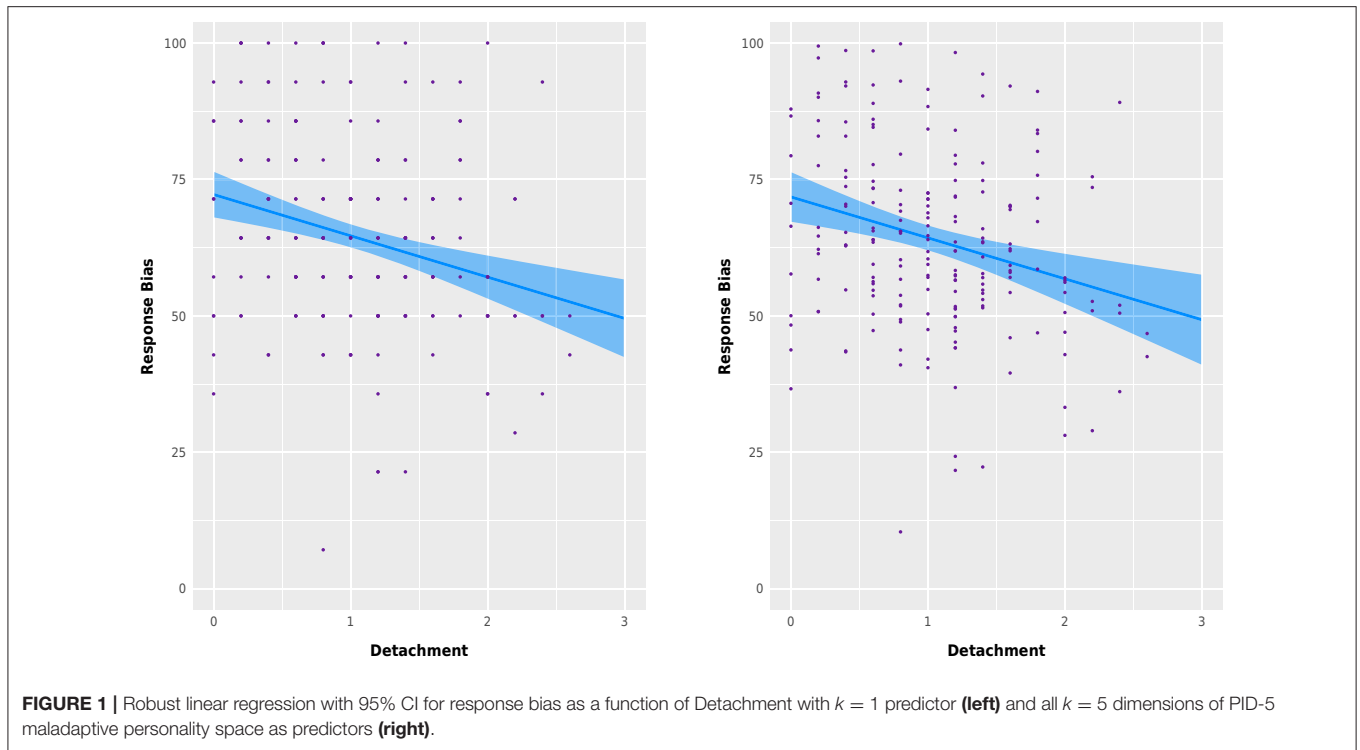 100
75
50
25
0
Response Bias
0 1 2 3
Detachment
100
75
50
25
0
Response Bias
0 1 2 3
Detachment
FIGURE 1 | Robust linear regression with 95% CI for response bias as a function of Detachment with k = 1 predictor (left) and all k = 5 dimensions of PID-5
maladaptive personality space as predictors (right).